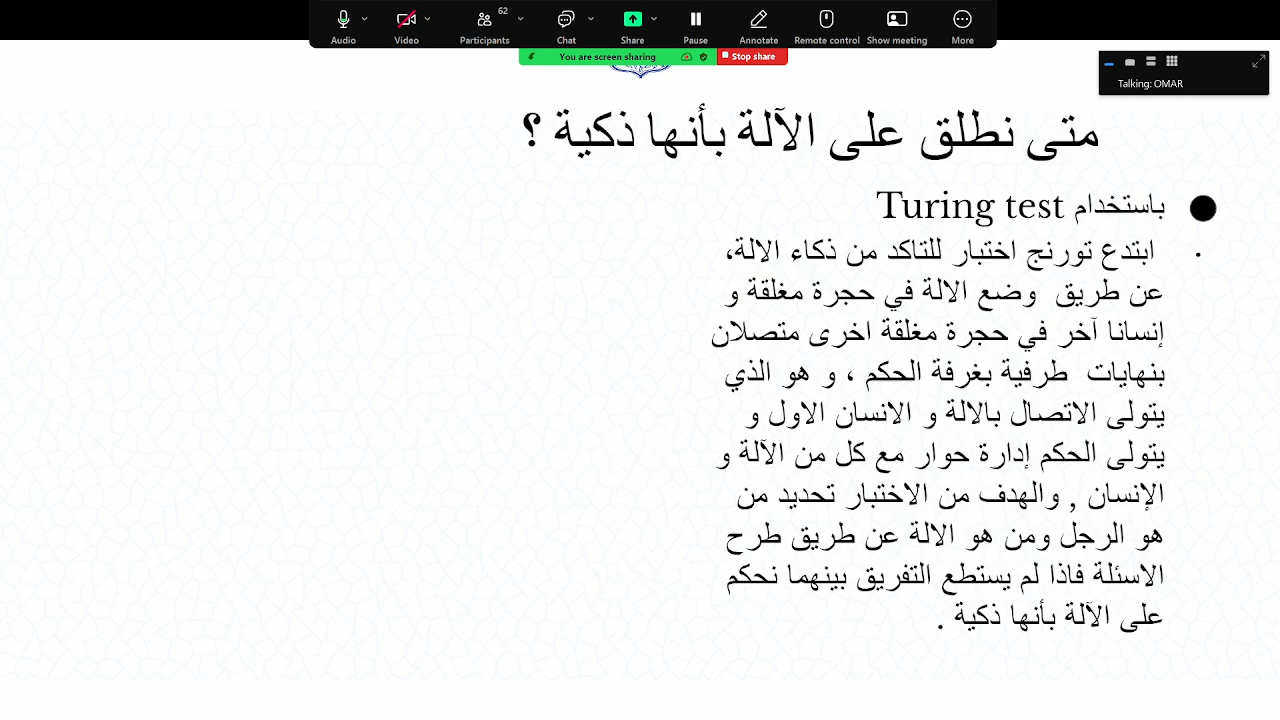 62
Audio
Video
Participants
Chat
Share
Pause
Annotate
Remote control
Show meeting
More
You are screen sharing
Stop share
Talking: OMAR
متى نطلق على الآلة بأنها ذكية ؟
باستخدام Turing test
ابتدع تورنج اختبار للتاكد من ذكاء الالة،
عن طريق وضع الالة في حجرة مغلقة و
إنسانا آخر في حجرة مغلقة اخرى متصلان
بنهايات طرفية بغرفة الحكم ، و هو الذي
يتولى الاتصال بالالة و الانسان الاول و
يتولى الحكم إدارة حوار مع كل من الآلة و
الإنسان , والهدف من الاختبار تحديد من
هو الرجل ومن هو الالة عن طريق طرح
الاسئلة فاذا لم يستطع التفريق بينهما نحكم
على الآلة بأنها ذكية .